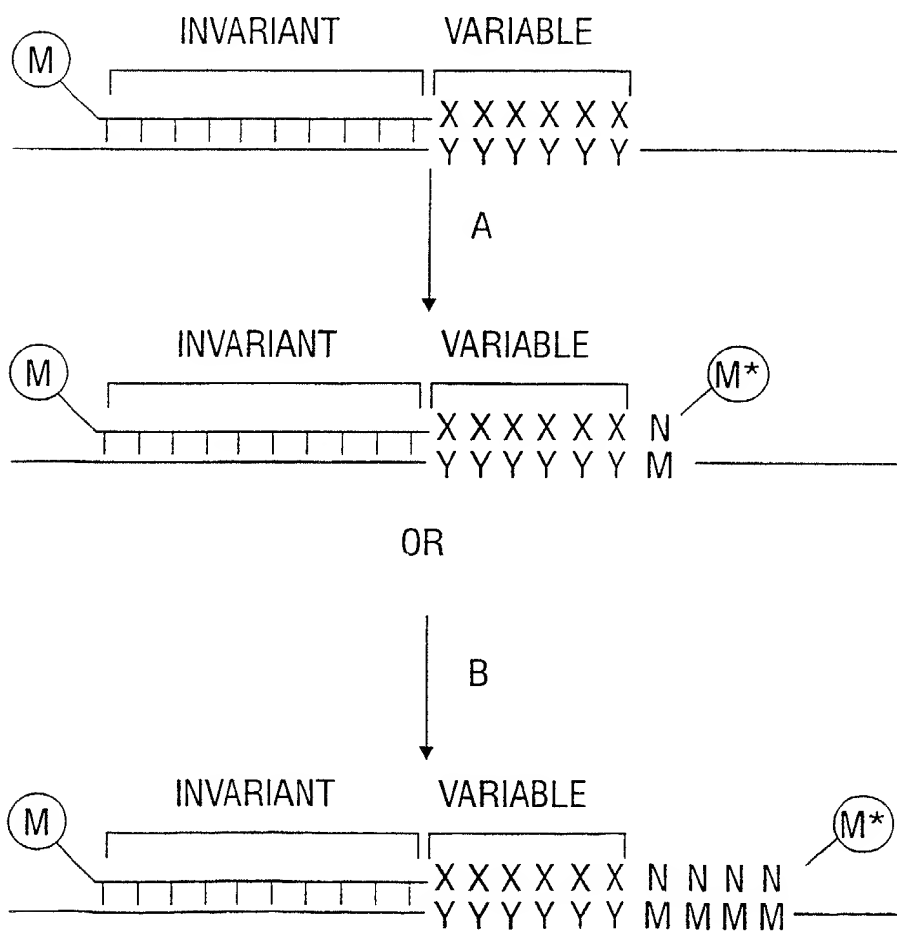 INVARIANT VARIABLE
M
X X X X X X
Y Y Y Y Y Y
A
INVARIANT VARIABLE
M M*
X X X X X X N
Y Y Y Y Y Y M
OR
B
INVARIANT VARIABLE
M M*
X X X X X X N N N N
Y Y Y Y Y Y M M M M